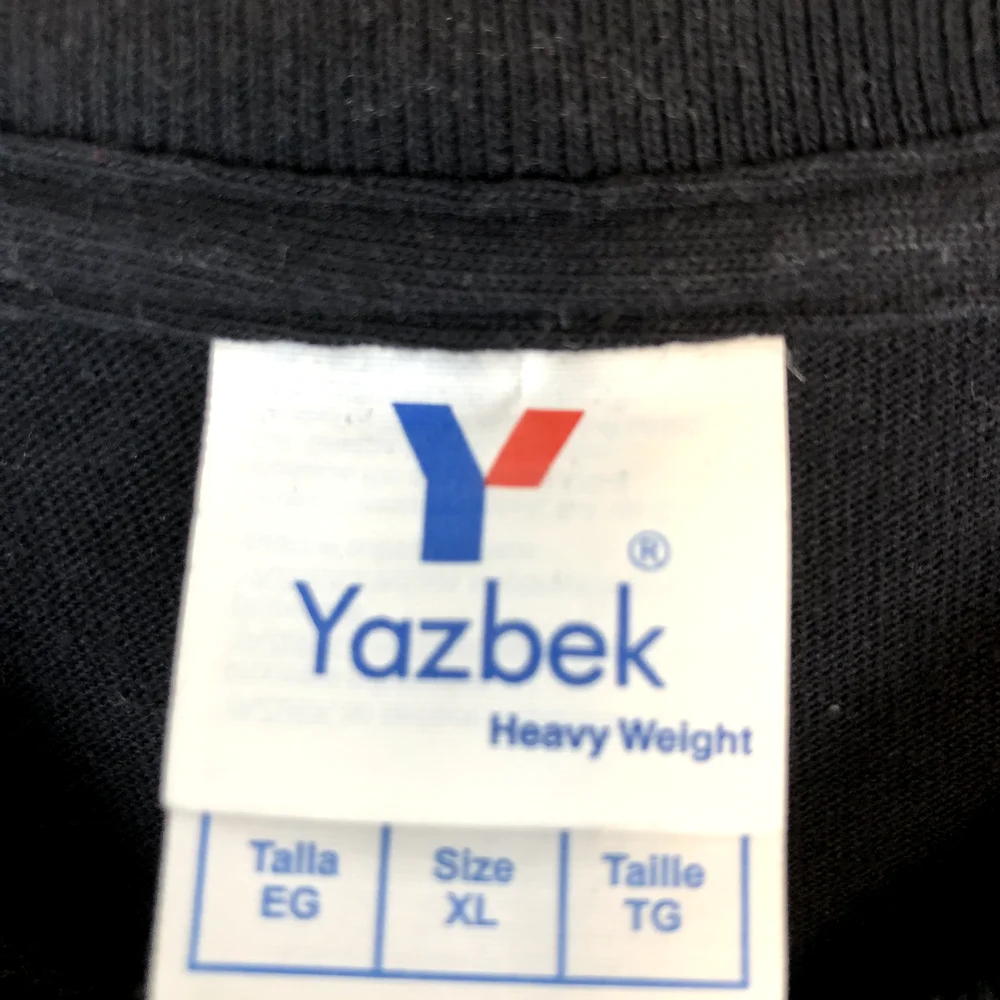 Y
®
Yazbek
Heavy Weight
Talla Size Taille
EG XL TG